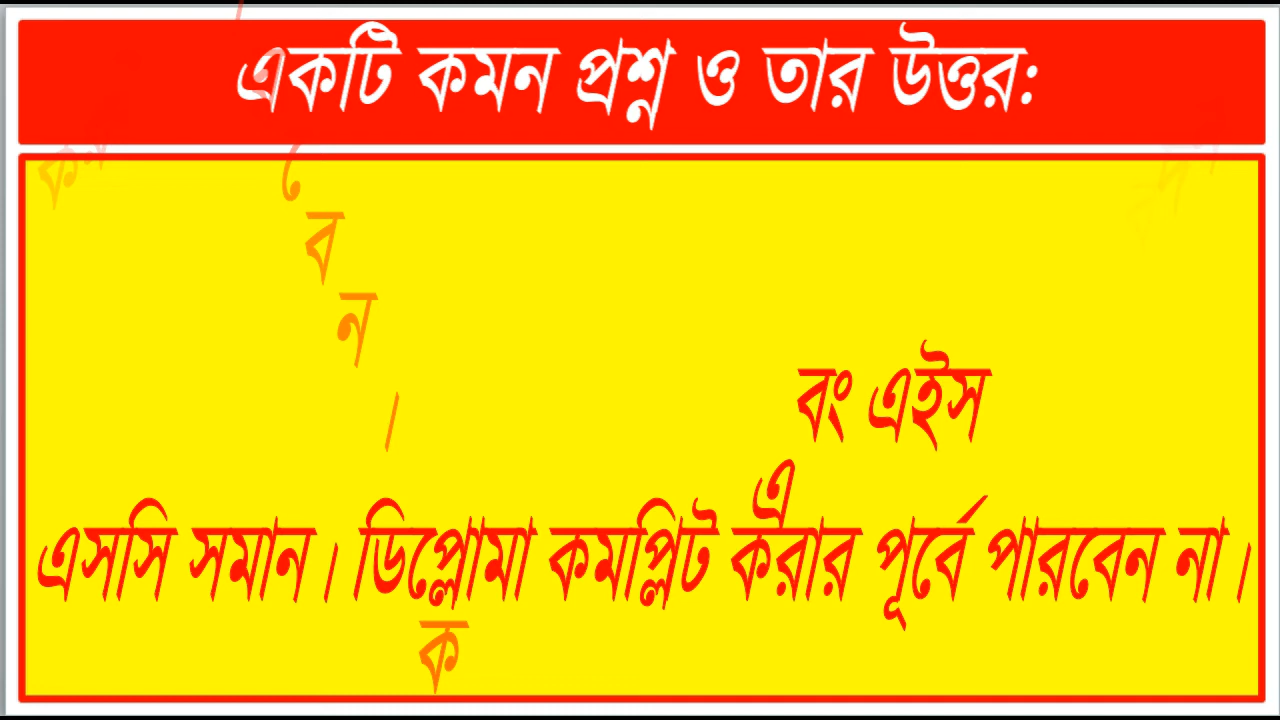 একটি কমন প্রশ্ন ও তার উত্তর:
বেন
।
বং এইস
এ
এসসি সমান। ডিপ্লোমা কমপ্লিট করার পূর্বে পারবেন না।
ক